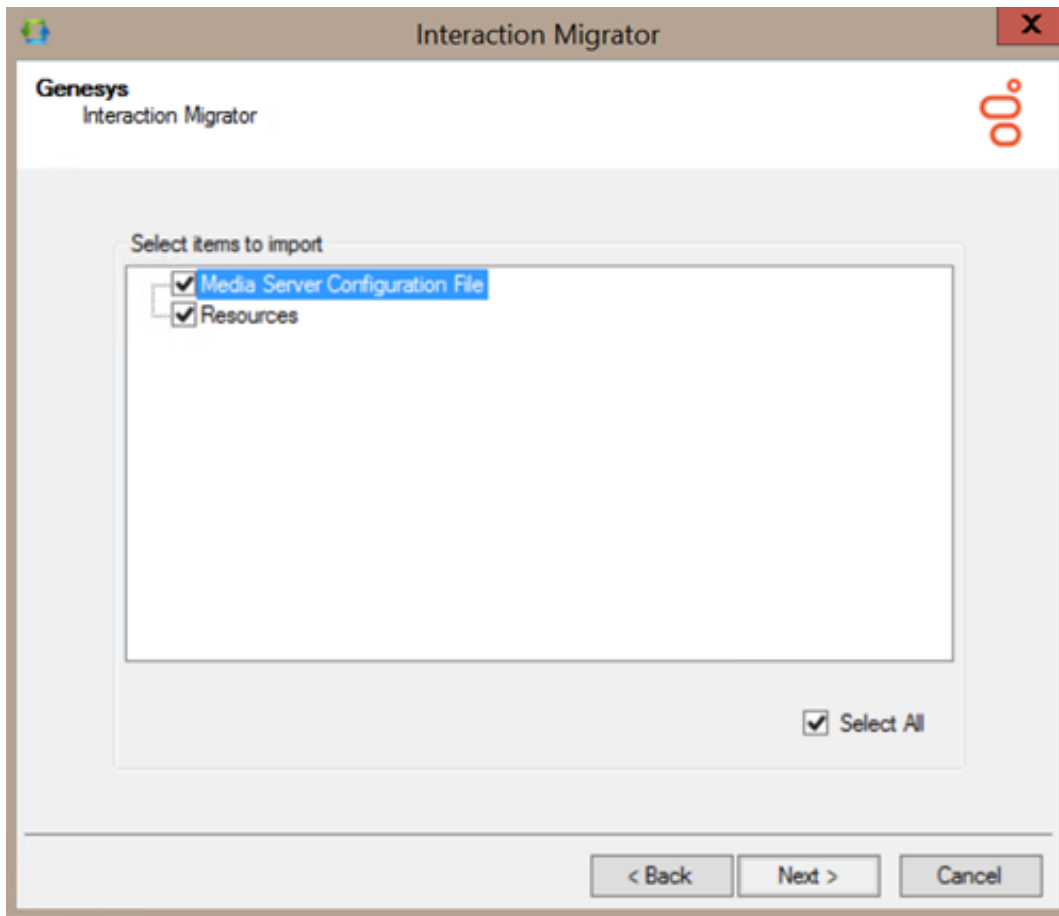 Interaction Migrator
X
Genesys
Interaction Migrator
Select items to import
Media Server Configuration File
Resources
Select All
< Back Next > Cancel